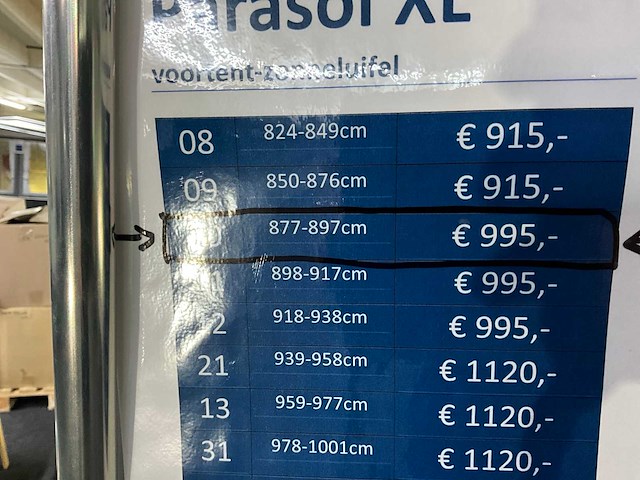 Parasol XL
voortent-zonneluifel
08 824-849cm € 915,-
09 850-876cm € 915,-
877-897cm € 995,-
898-917cm € 995,-
2 918-938cm € 995,-
21 939-958cm € 1120,-
13 959-977cm € 1120,-
31 978-1001cm € 1120,-